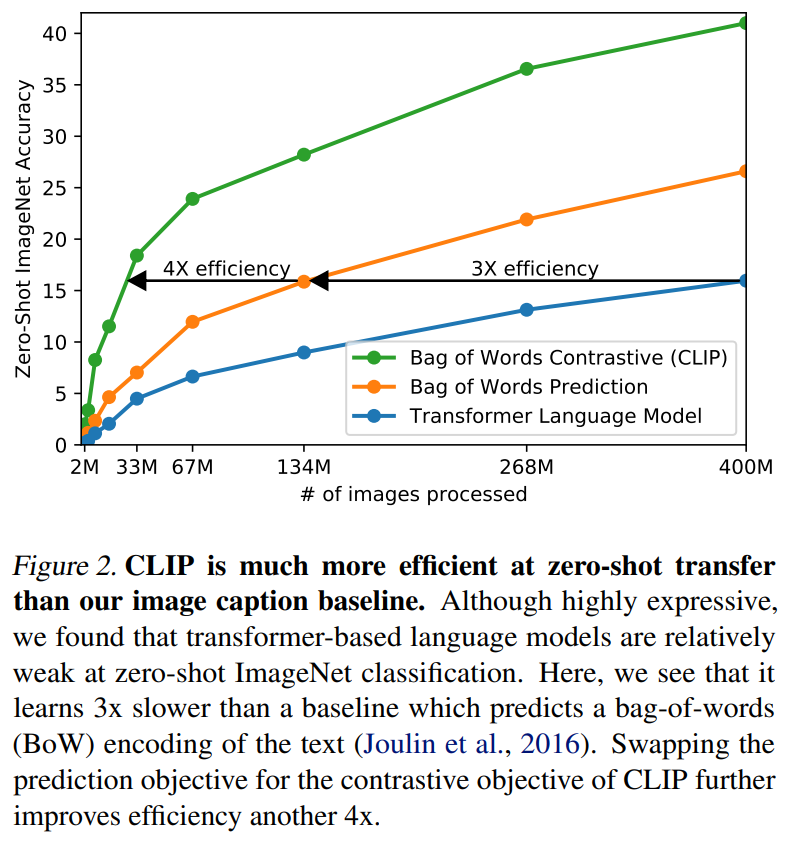 40
35
30
25
20
15
10
5
0
Zero-Shot ImageNet Accuracy
4X efficiency
3X efficiency
Bag of Words Contrastive (CLIP)
Bag of Words Prediction
Transformer Language Model
2M 33M 67M 134M 268M 400M
# of images processed
Figure 2. CLIP is much more efficient at zero-shot transfer
than our image caption baseline. Although highly expressive,
we found that transformer-based language models are relatively
weak at zero-shot ImageNet classification. Here, we see that it
learns 3x slower than a baseline which predicts a bag-of-words
(BoW) encoding of the text (Joulin et al., 2016). Swapping the
prediction objective for the contrastive objective of CLIP further
improves efficiency another 4x.